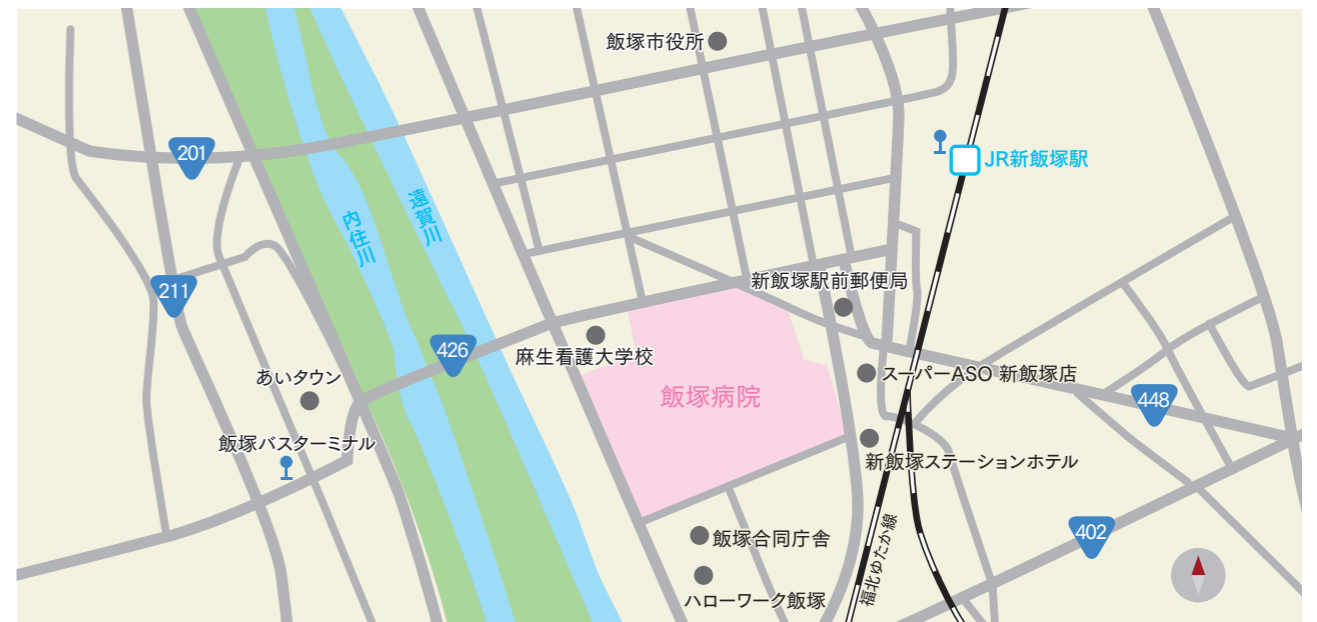 飯塚市役所
201
JR新飯塚駅
遠賀川
内住川
211
新飯塚駅前郵便局
426
麻生看護大学校
あいタウン
スーパーASO 新飯塚店
飯塚病院
448
飯塚バスターミナル
新飯塚ステーションホテル
福北ゆたか線
402
飯塚合同庁舎
ハローワーク飯塚